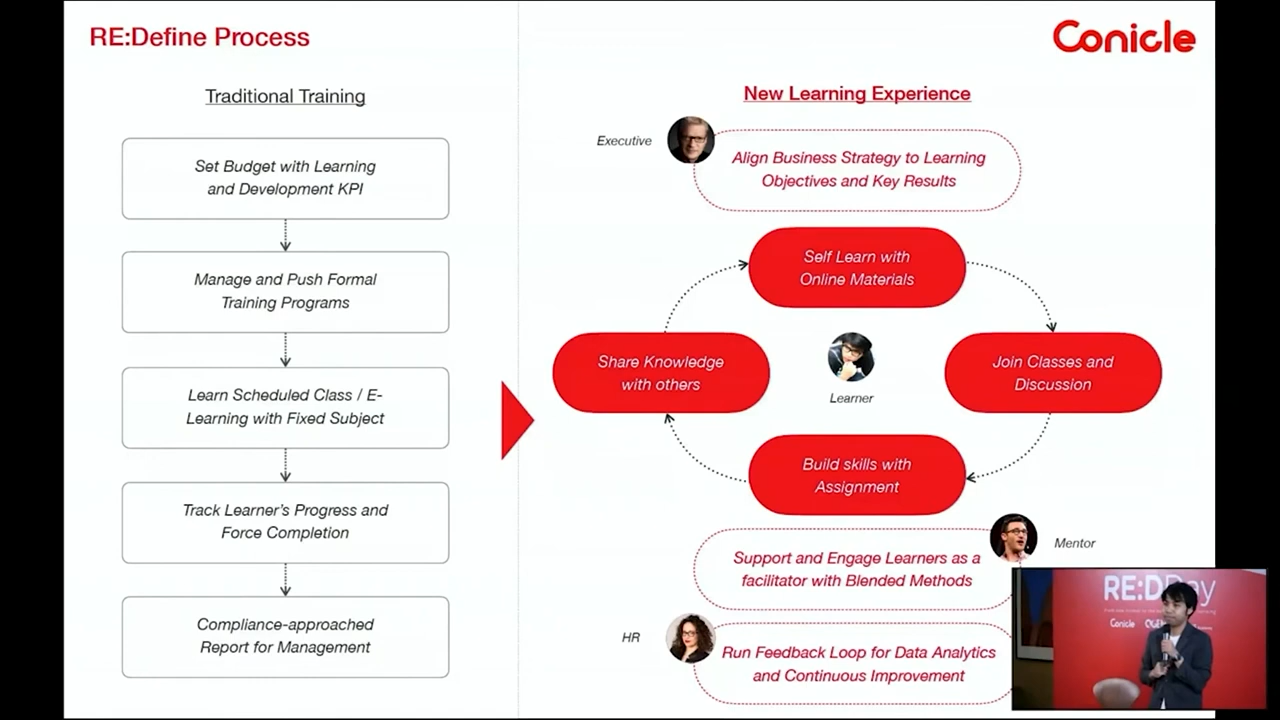 RE:Define Process
Conicle
Traditional Training
Set Budget with Learning
and Development KPI
Manage and Push Formal
Training Programs
Learn Scheduled Class / E-
Learning with Fixed Subject
Track Learner's Progress and
Force Completion
Compliance-approached
Report for Management
New Learning Experience
Executive
Align Business Strategy to Learning
Objectives and Key Results
Self Learn with
Online Materials
Join Classes and
Discussion
Build skills with
Assignment
Share Knowledge
with others
Learner
Mentor
Support and Engage Learners as a
facilitator with Blended Methods
HR
Run Feedback Loop for Data Analytics
and Continuous Improvement
RE:D Day
Conicle